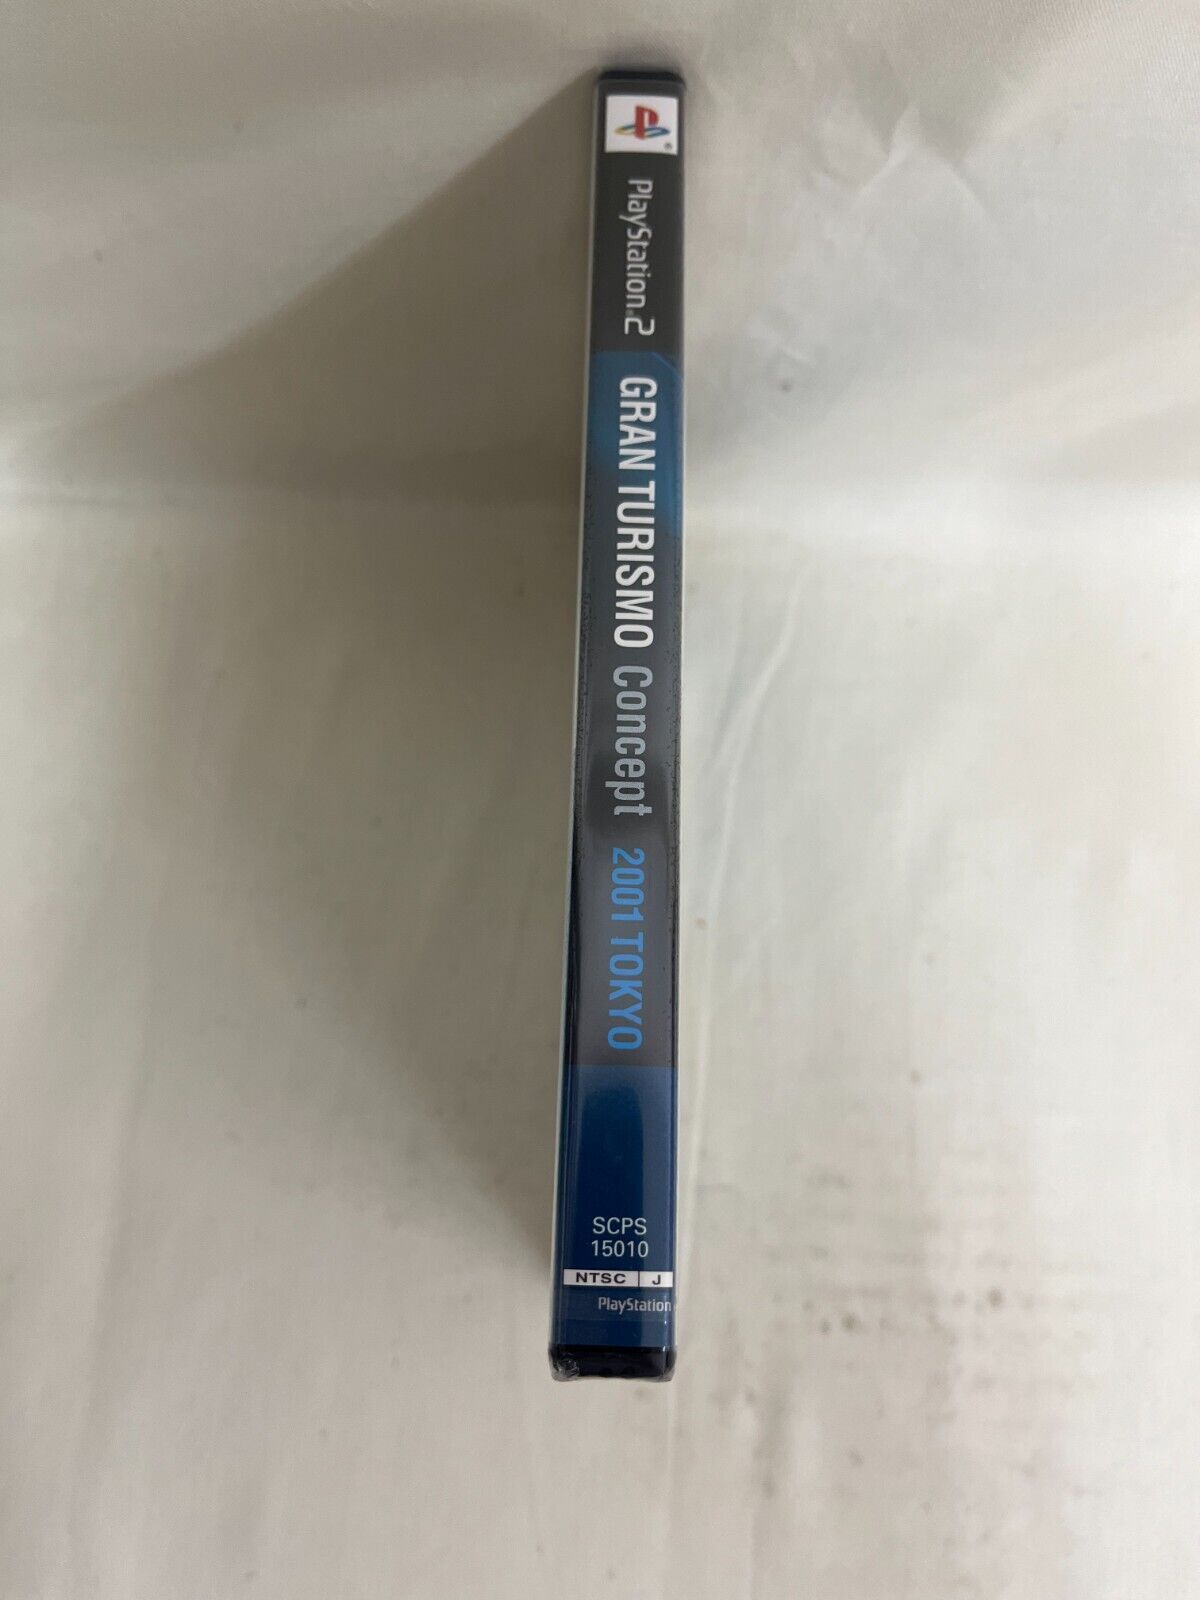 PlayStation.2
GRAN TURISMO Concept 2001 TOKYO
SCPS
15010
NTSC J
PlayStation